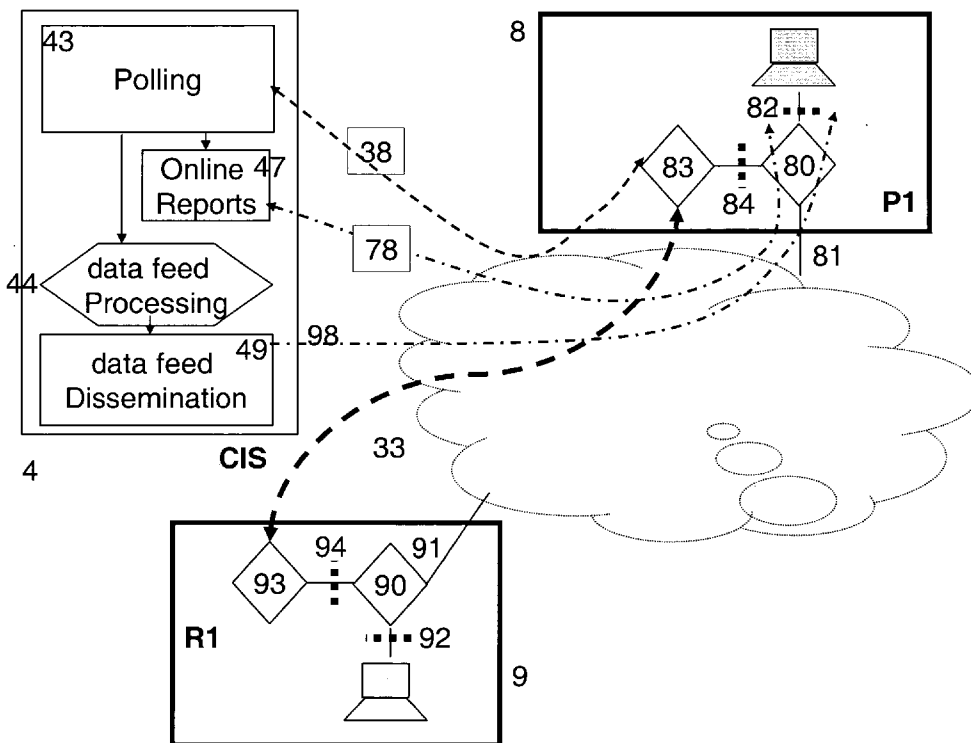 43
Polling
Online 47
Reports
44
data feed
Processing
49
data feed
Dissemination
CIS
4
38
78
98
33
8
82
83
84
80
P1
81
94
91
93
90
R1
92
9